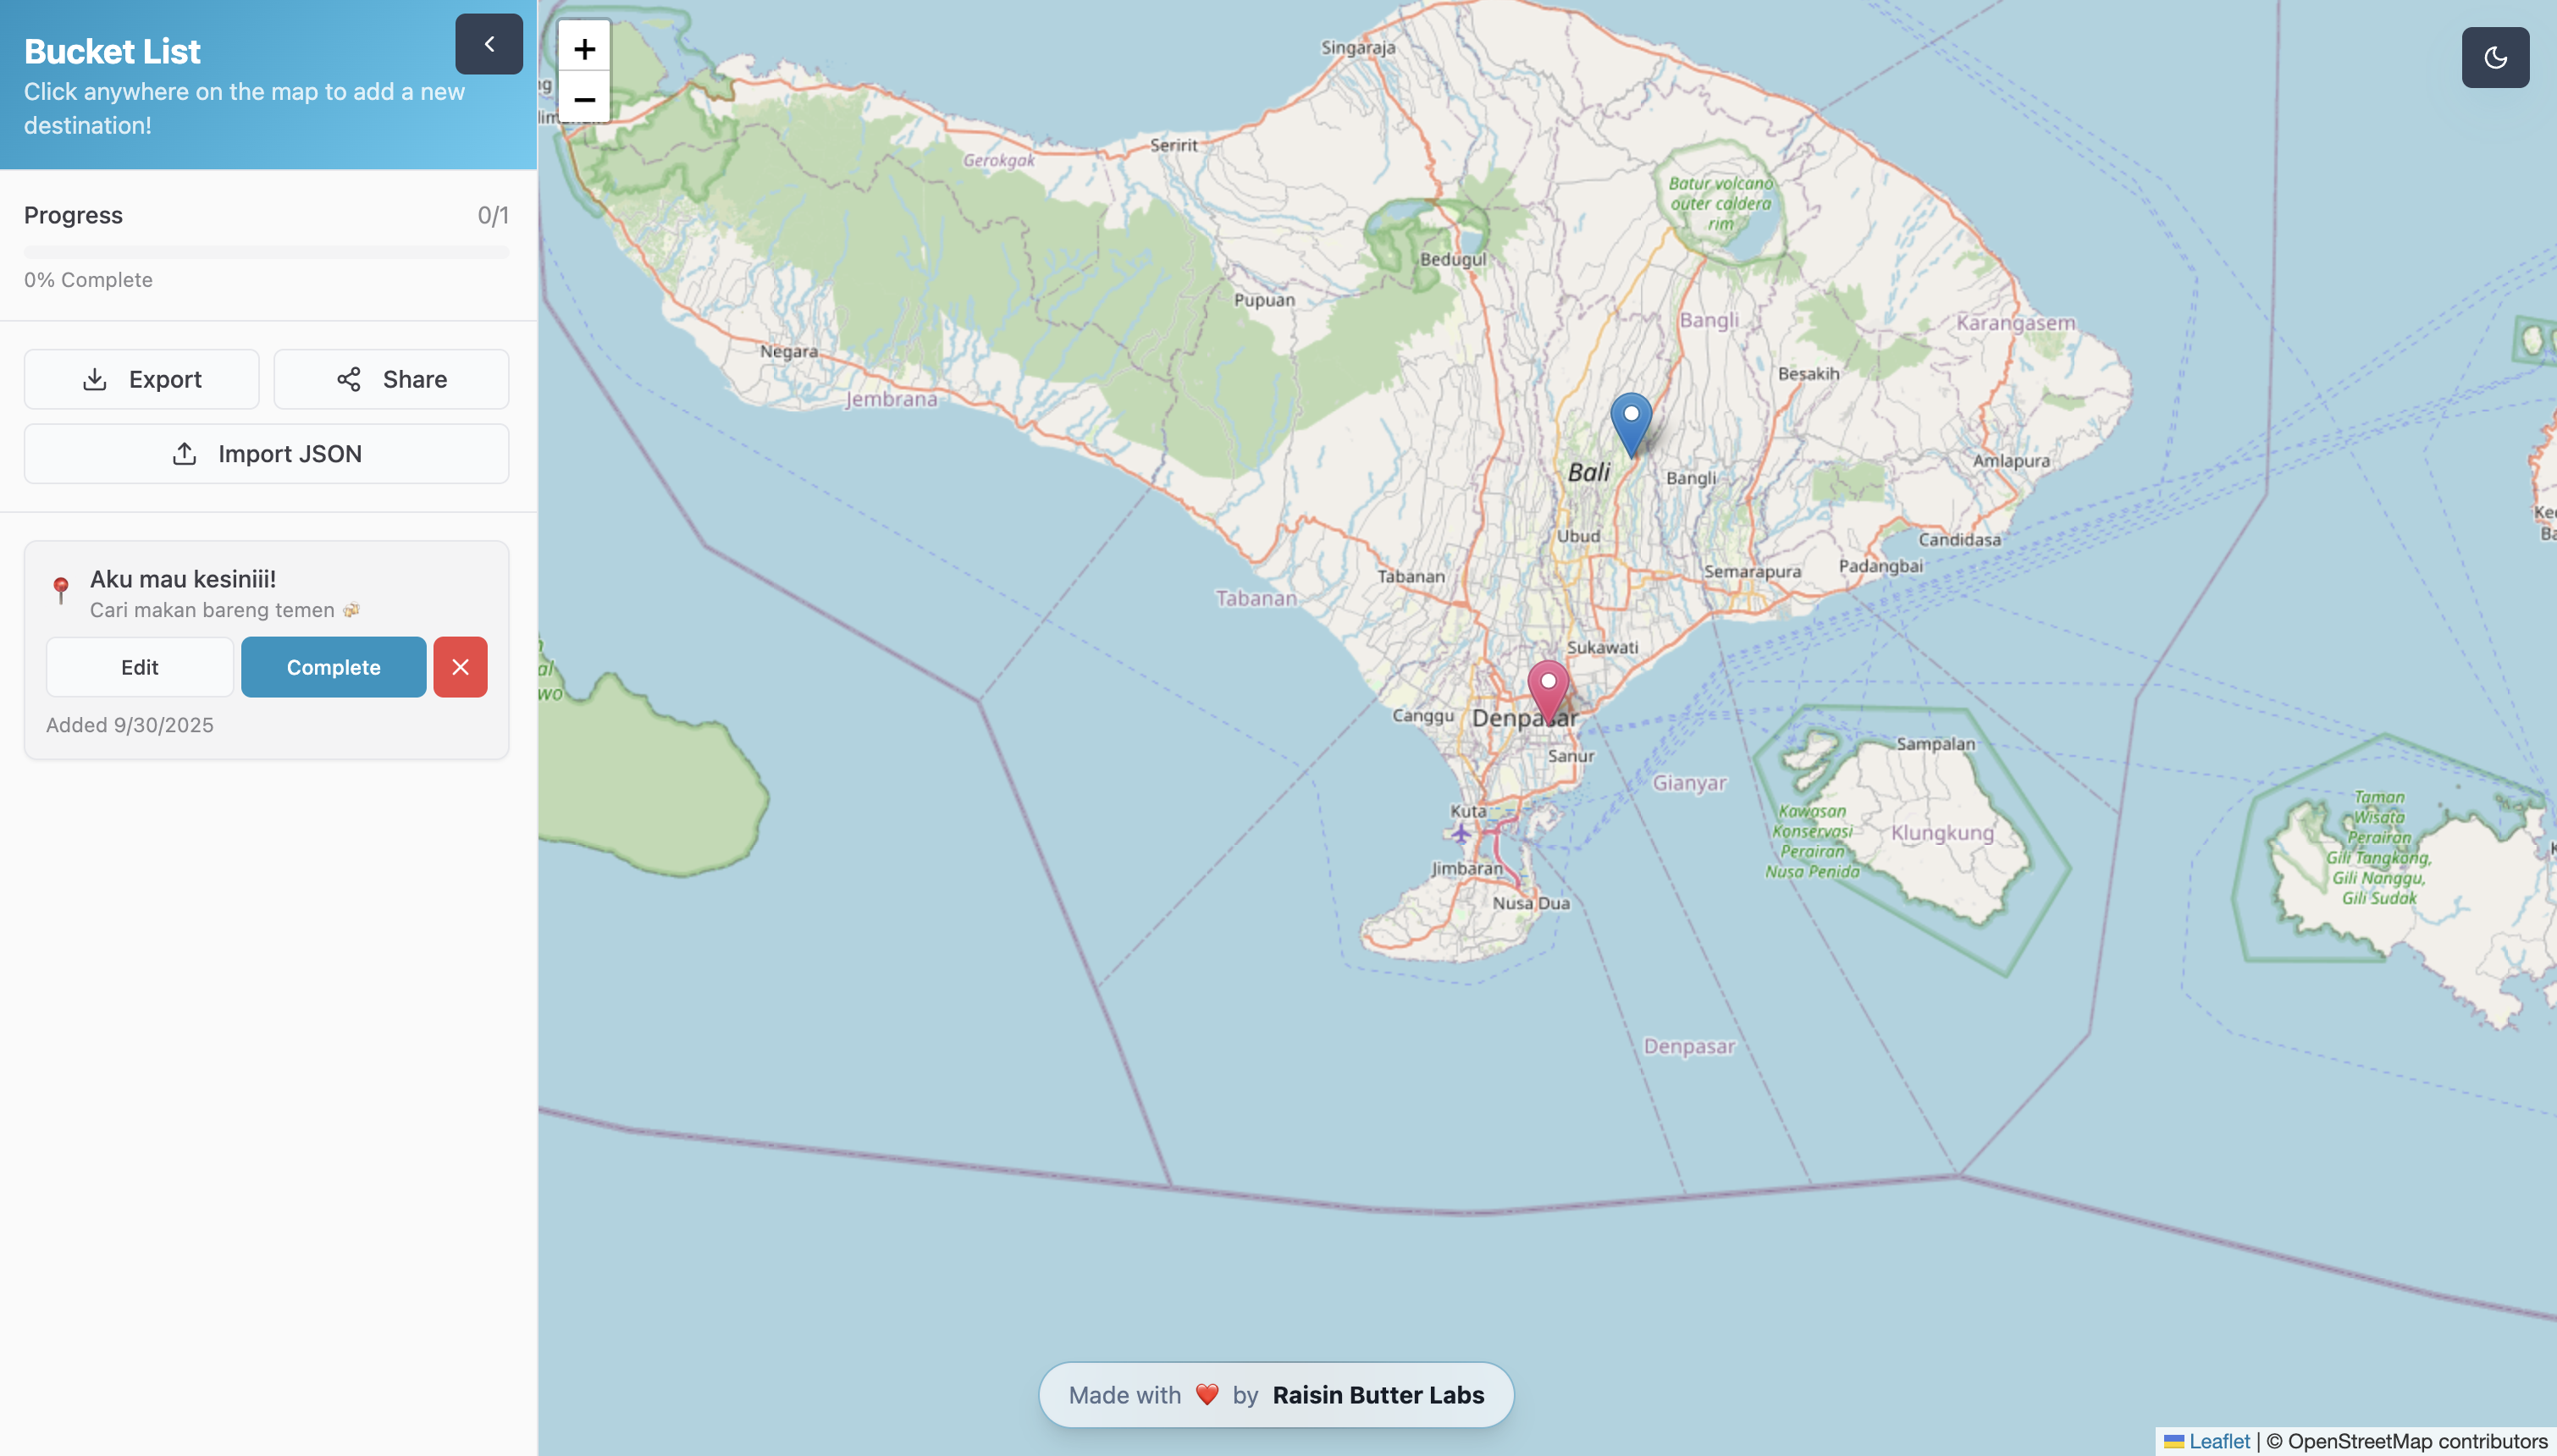 Bucket List
Click anywhere on the map to add a new
destination!
Progress
0/1
0% Complete
Export
Share
Import JSON
Aku mau kesiniii!
Cari makan bareng temen
Edit
Complete
Added 9/30/2025
+
−
Singaraja
Seririt
Gerokgak
Batur volcano
outer caldera
rim
Bedugul
Pupuan
Bangli
Karangasem
Negara
Jembrana
Besakih
Bali
Bangli
Amlapura
Ubud
Candidasa
Tabanan
Semarapura
Padangbai
Tabanan
Sukawati
Canggu
Denpasar
Sanur
Sampalan
Gianyar
Kuta
Kawasan
Konservasi
Perairan
Nusa Penida
Klungkung
Taman
Wisata
Perairan
Gili Tangkong,
Gili Nanggu,
Gili Sudak
Jimbaran
Nusa Dua
Denpasar
Made with ❤️ by Raisin Butter Labs
Leaflet | © OpenStreetMap contributors